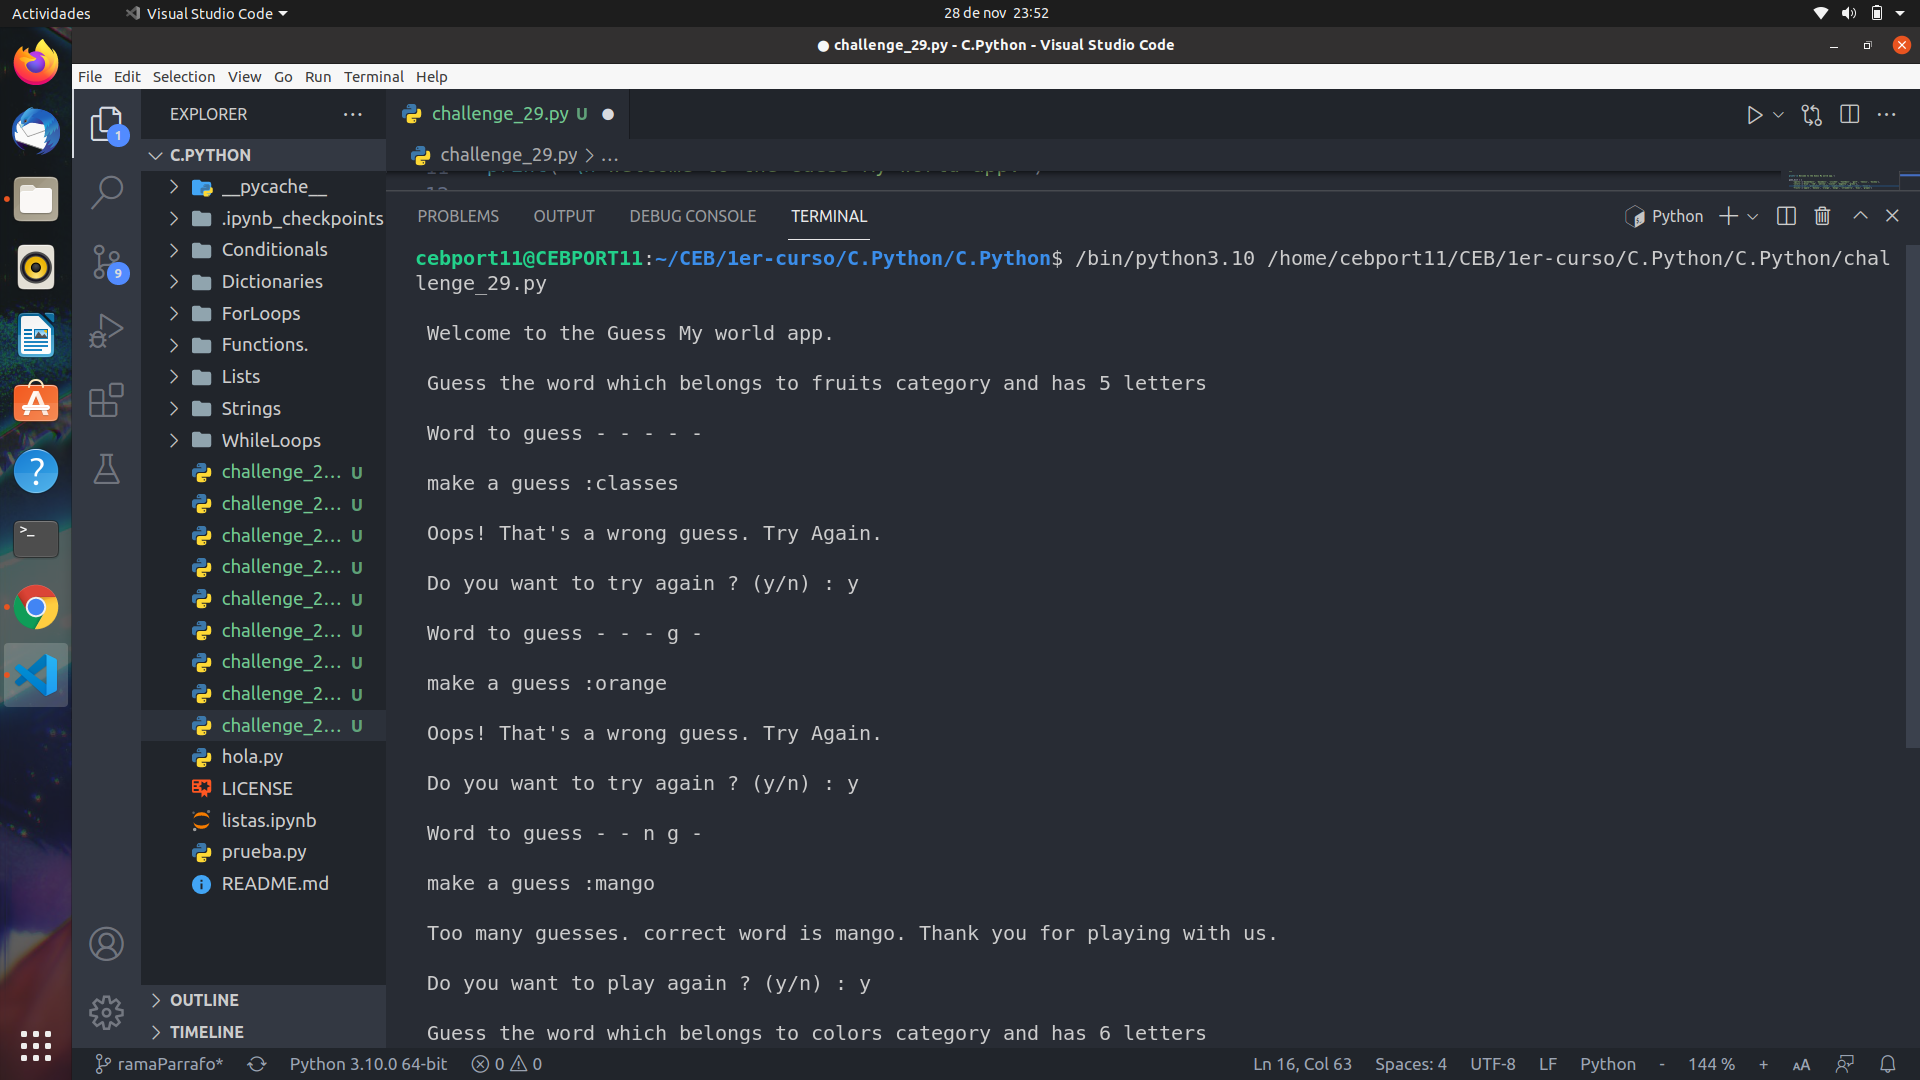 Actividades
Visual Studio Code
28 de nov 23:52
● challenge_29.py - C.Python - Visual Studio Code
File Edit Selection View Go Run Terminal Help
EXPLORER
challenge_29.py U
C.PYTHON
challenge_29.py > ...
__pycache__
.ipynb_checkpoints
Conditionals
Dictionaries
ForLoops
Functions.
Lists
Strings
WhileLoops
challenge_2... U
challenge_2... U
challenge_2... U
challenge_2... U
challenge_2... U
challenge_2... U
challenge_2... U
challenge_2... U
challenge_2... U
hola.py
LICENSE
listas.ipynb
prueba.py
README.md
OUTLINE
TIMELINE
1
9
PROBLEMS OUTPUT DEBUG CONSOLE TERMINAL
Python
cebport11@CEBPORT11:~/CEB/1er-curso/C.Python/C.Python$ /bin/python3.10 /home/cebport11/CEB/1er-curso/C.Python/C.Python/chal
lenge_29.py
Welcome to the Guess My world app.
Guess the word which belongs to fruits category and has 5 letters
Word to guess - - - - -
make a guess :classes
Oops! That's a wrong guess. Try Again.
Do you want to try again ? (y/n) : y
Word to guess - - - g -
make a guess :orange
Oops! That's a wrong guess. Try Again.
Do you want to try again ? (y/n) : y
Word to guess - - n g -
make a guess :mango
Too many guesses. correct word is mango. Thank you for playing with us.
Do you want to play again ? (y/n) : y
Guess the word which belongs to colors category and has 6 letters
ramaParrafo* Python 3.10.0 64-bit 0 0 Ln 16, Col 63 Spaces: 4 UTF-8 LF Python - 144 % + AA